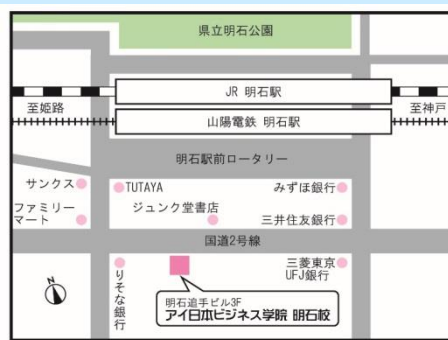 県立明石公園
JR 明石駅
至姫路
至神戸
山陽電鉄 明石駅
明石駅前ロータリー
サンクス
TUTAYA
みずほ銀行
ファミリー
マート
ジュンク堂書店
三井住友銀行
国道2号線
りそな銀行
三菱東京
UFJ銀行
N
明石追手ビル3F
アイ日本ビジネス学院 明石校